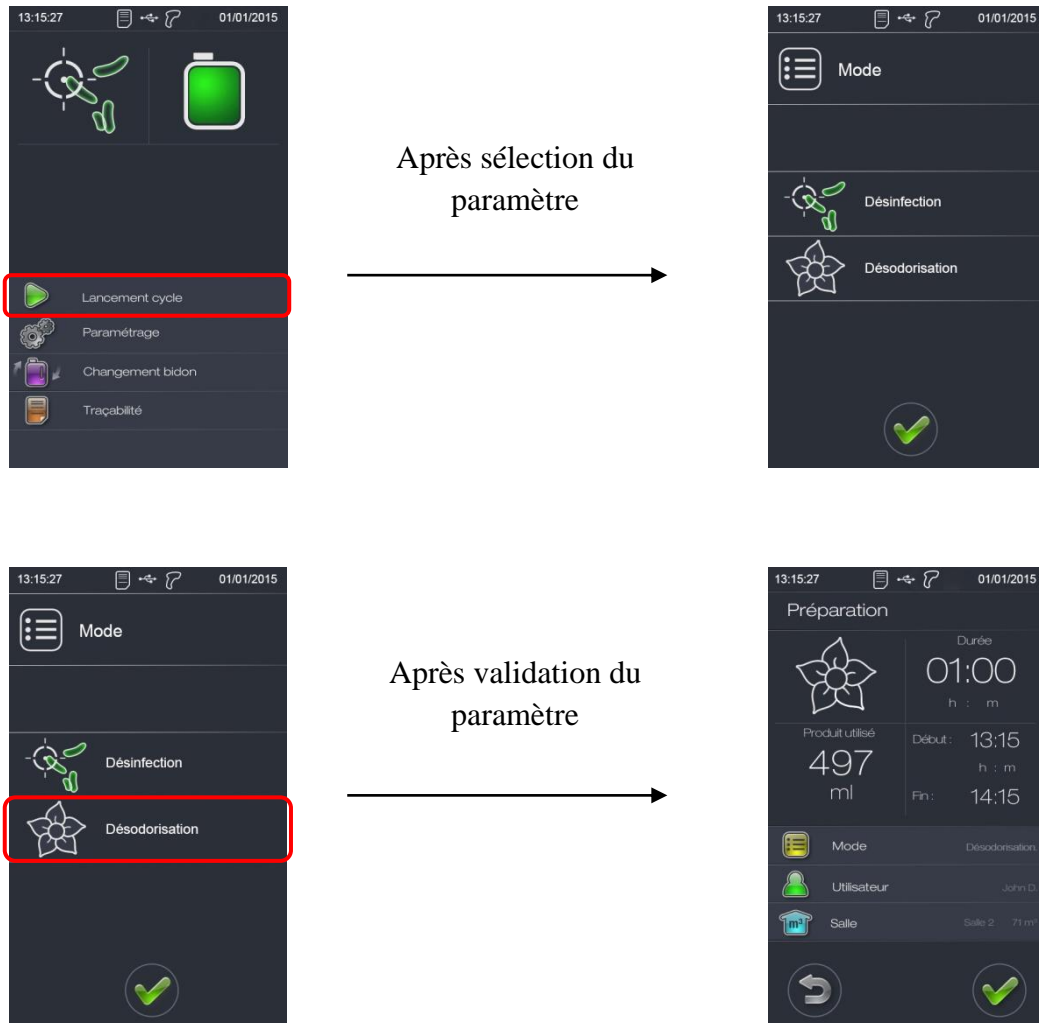 13:15:27 01/01/2015
Lancement cycle
Paramétrage
Changement bidon
Traçabilité
Après sélection du
paramètre
13:15:27 01/01/2015
Mode
Désinfection
Désodorisation
13:15:27 01/01/2015
Mode
Désinfection
Désodorisation
Après validation du
paramètre
13:15:27 01/01/2015
Préparation
Durée
01:00
h : m
Produit utilisé
497
ml
Début : 13:15
h : m
Fin : 14:15
Mode Désodorisation.
Utilisateur John D.
m³ Salle Salle 2 71 m³